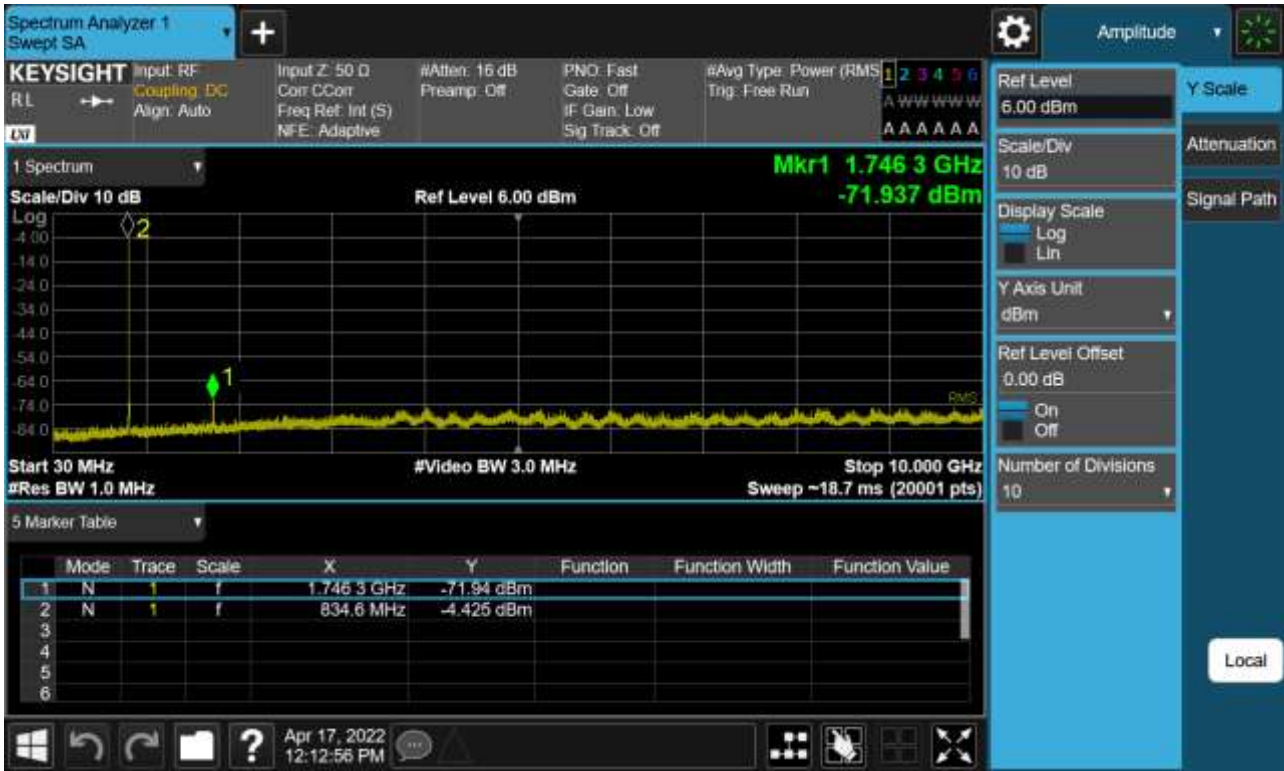 Spectrum Analyzer 1
Swept SA
+
Amplitude
KEYSIGHT
RL
LXI
Input: RF
Coupling: DC
Align: Auto
Input Z: 50 Ω
Corr CCorr
Freq Ref: Int (S)
NFE: Adaptive
#Atten: 16 dB
Preamp: Off
PNO: Fast
Gate: Off
IF Gain: Low
Sig Track: Off
#Avg Type: Power (RMS
Trig: Free Run
1 2 3 4 5 6
A W W W W W
A A A A A A
1 Spectrum
Mkr1 1.746 3 GHz
-71.937 dBm
Scale/Div 10 dB
Ref Level 6.00 dBm
Log
-4.00
-14.0
-24.0
-34.0
-44.0
-54.0
-64.0
-74.0
-84.0
2
1
RMS
Start 30 MHz
#Video BW 3.0 MHz
Stop 10.000 GHz
#Res BW 1.0 MHz
Sweep ~18.7 ms (20001 pts)
5 Marker Table
Mode Trace Scale X Y Function Function Width Function Value
1 N 1 f 1.746 3 GHz -71.94 dBm
2 N 1 f 834.6 MHz -4.425 dBm
3
4
5
6
?
Apr 17, 2022
12:12:56 PM
Ref Level
6.00 dBm
Scale/Div
10 dB
Display Scale
Log
Lin
Y Axis Unit
dBm
Ref Level Offset
0.00 dB
On
Off
Number of Divisions
10
Y Scale
Attenuation
Signal Path
Local